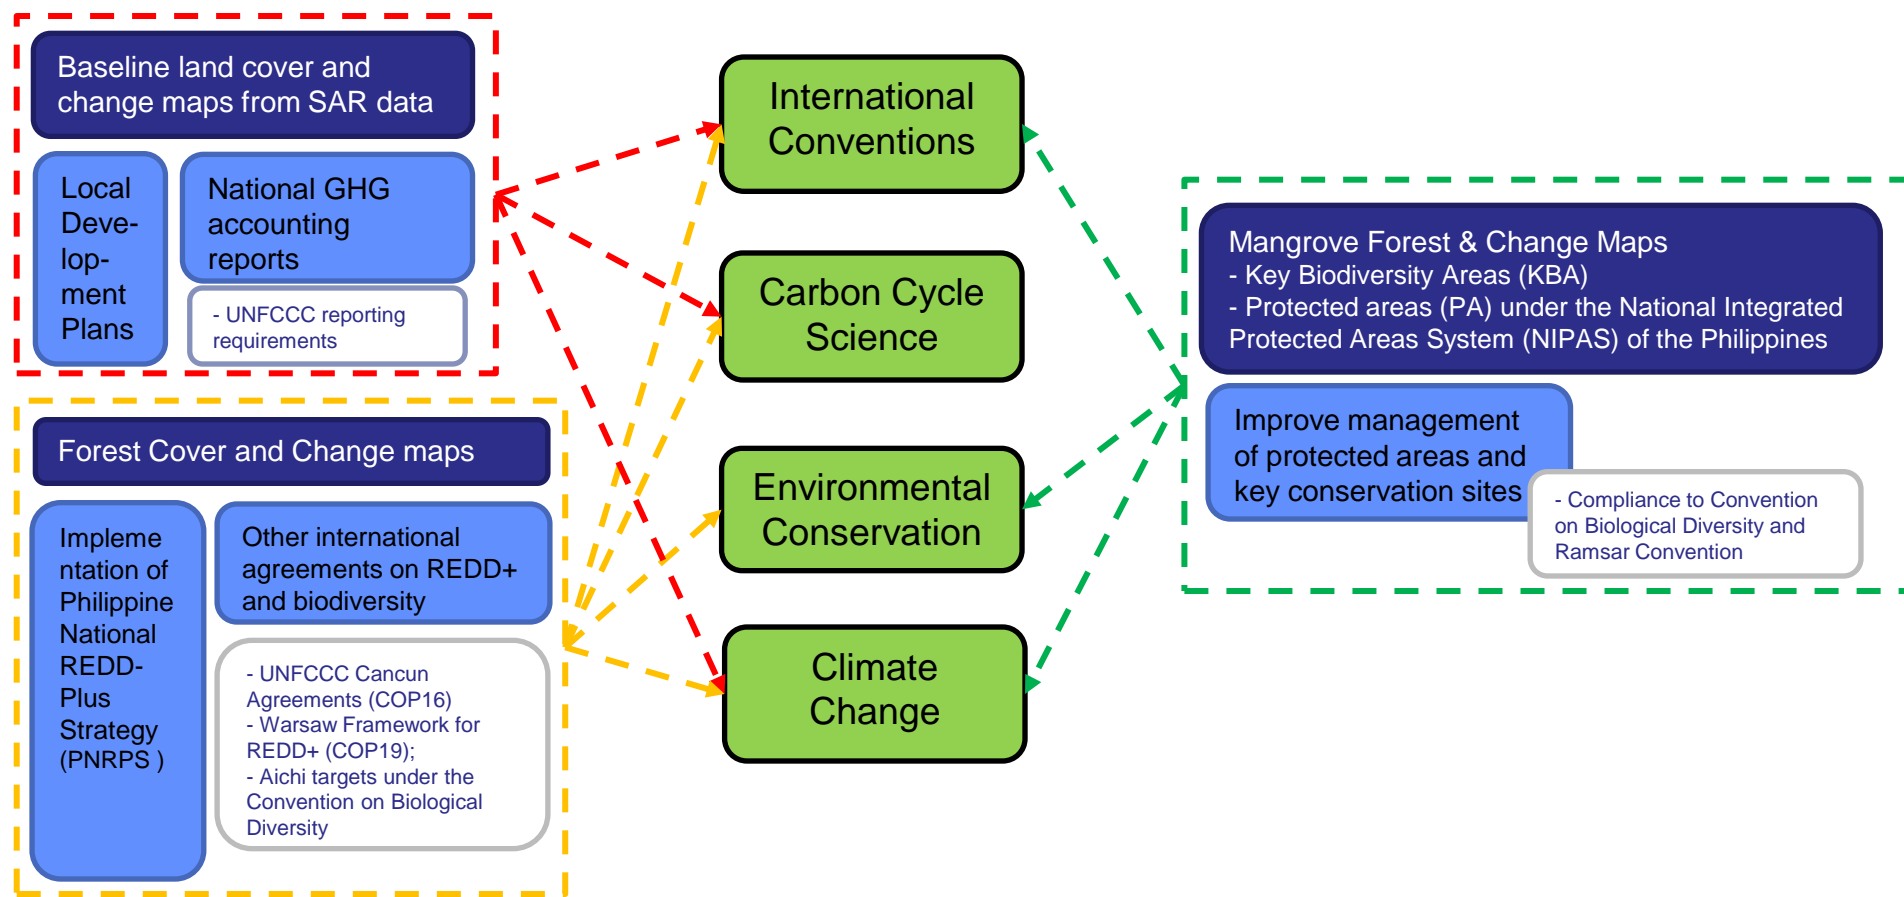 Baseline land cover and
change maps from SAR data
Local
Deve-
lop-
ment
Plans
National GHG
accounting
reports
- UNFCCC reporting
requirements
Forest Cover and Change maps
Impleme
ntation of
Philippine
National
REDD-
Plus
Strategy
(PNRPS )
Other international
agreements on REDD+
and biodiversity
- UNFCCC Cancun
Agreements (COP16)
- Warsaw Framework for
REDD+ (COP19);
- Aichi targets under the
Convention on Biological
Diversity
International
Conventions
Carbon Cycle
Science
Environmental
Conservation
Climate
Change
Mangrove Forest & Change Maps
- Key Biodiversity Areas (KBA)
- Protected areas (PA) under the National Integrated
Protected Areas System (NIPAS) of the Philippines
Improve management
of protected areas and
key conservation sites
- Compliance to Convention
on Biological Diversity and
Ramsar Convention